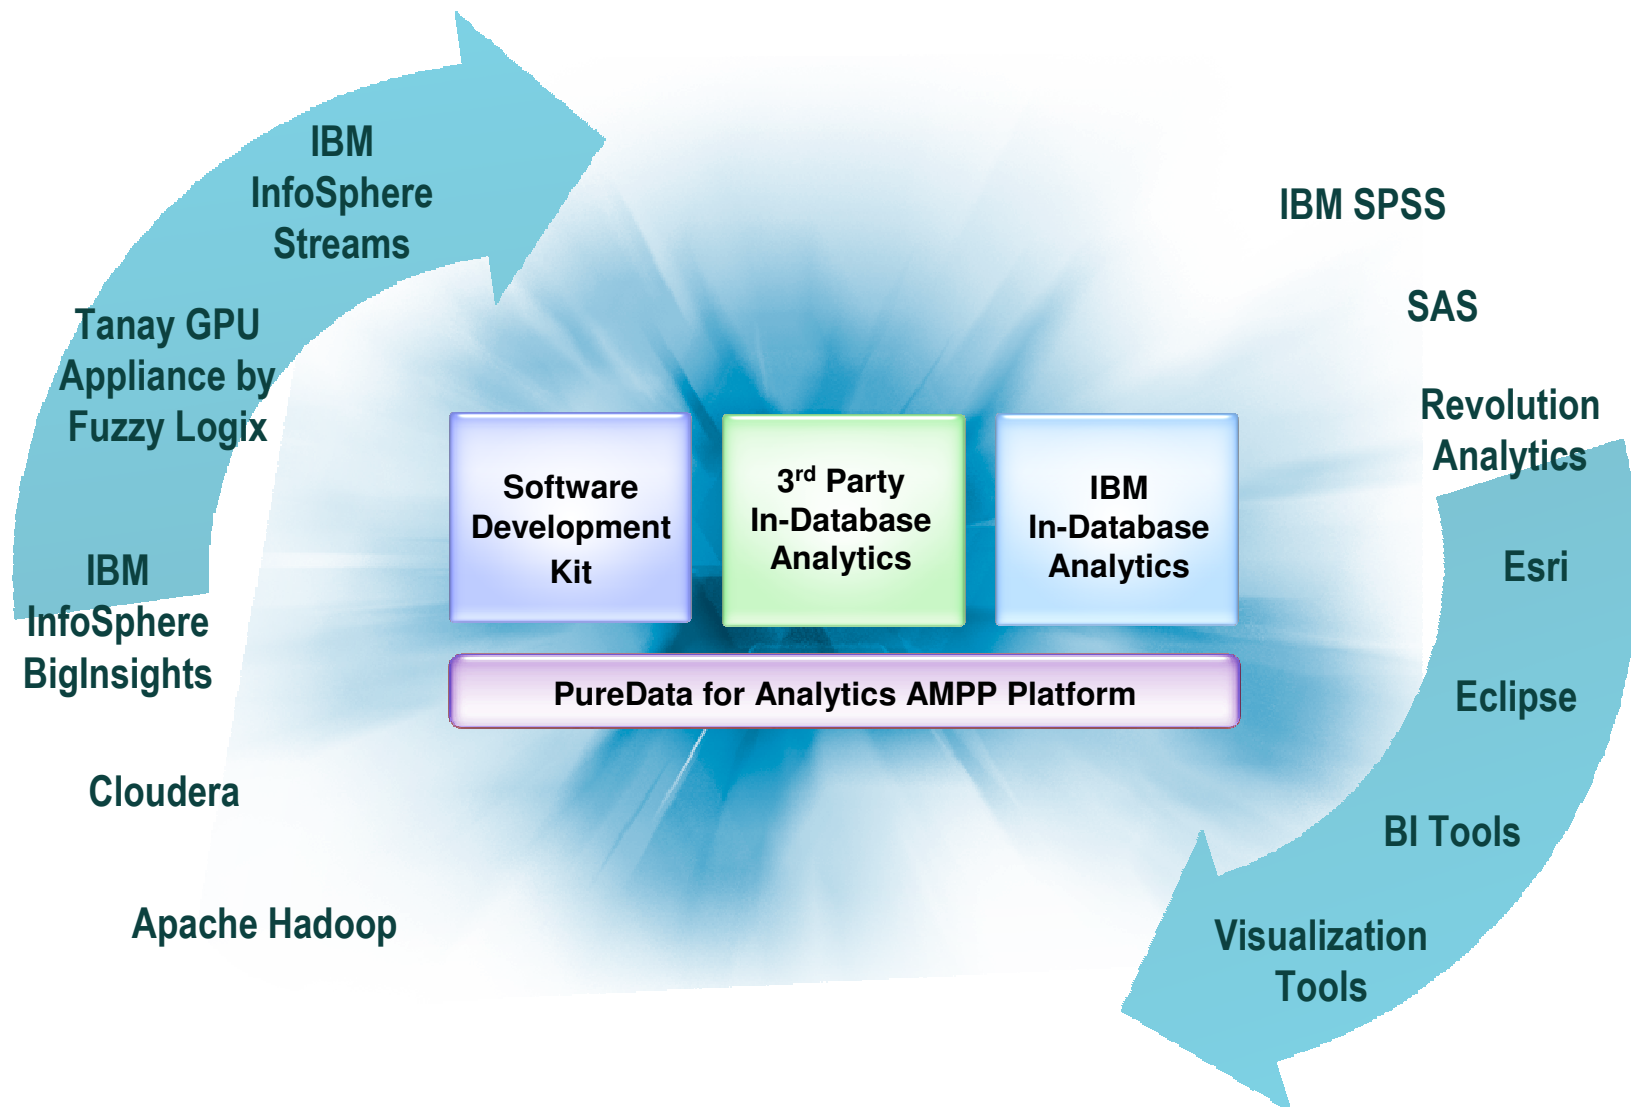 IBM
InfoSphere
Streams
Tanay GPU
Appliance by
Fuzzy Logix
IBM
InfoSphere
BigInsights
Cloudera
Apache Hadoop
Software
Development
Kit
3rd Party
In-Database
Analytics
IBM
In-Database
Analytics
PureData for Analytics AMPP Platform
IBM SPSS
SAS
Revolution
Analytics
Esri
Eclipse
BI Tools
Visualization
Tools